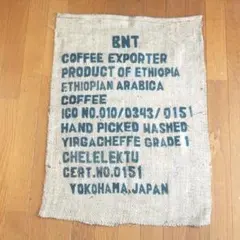 BNT
COFFEE EXPORTER
PRODUCT OF ETHIOPIA
ETHIOPIAN ARABICA
COFFEE
ICO NO.010/0343/0151
HAND PICKED WASHED
YIRGACHEFFE GRADE 1
CHELELEKTU
CERT.NO.0151
YOKOHAMA,JAPAN